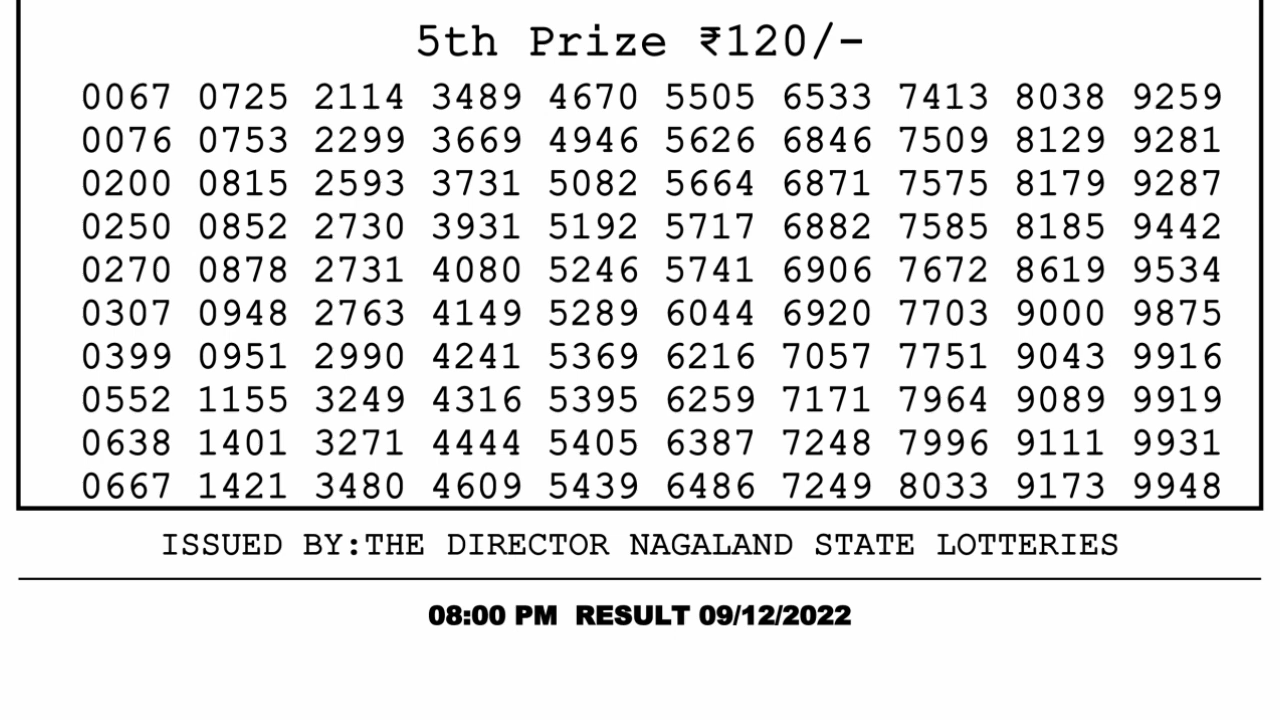 5th Prize ₹120/-
0067 0725 2114 3489 4670 5505 6533 7413 8038 9259
0076 0753 2299 3669 4946 5626 6846 7509 8129 9281
0200 0815 2593 3731 5082 5664 6871 7575 8179 9287
0250 0852 2730 3931 5192 5717 6882 7585 8185 9442
0270 0878 2731 4080 5246 5741 6906 7672 8619 9534
0307 0948 2763 4149 5289 6044 6920 7703 9000 9875
0399 0951 2990 4241 5369 6216 7057 7751 9043 9916
0552 1155 3249 4316 5395 6259 7171 7964 9089 9919
0638 1401 3271 4444 5405 6387 7248 7996 9111 9931
0667 1421 3480 4609 5439 6486 7249 8033 9173 9948
ISSUED BY:THE DIRECTOR NAGALAND STATE LOTTERIES
08:00 PM RESULT 09/12/2022